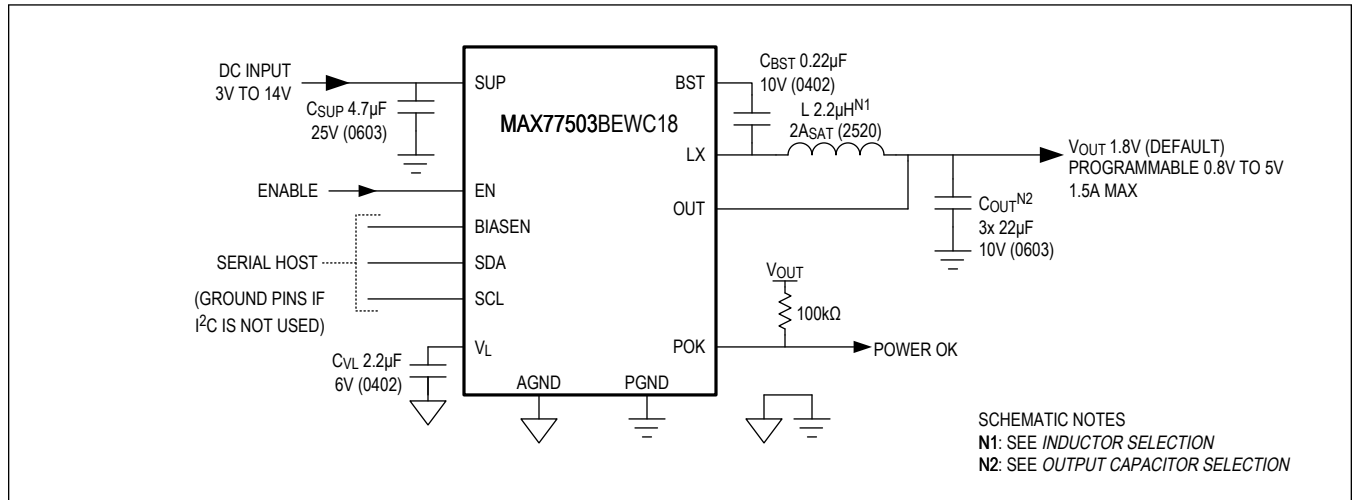 DC INPUT
3V TO 14V
CSUP 4.7µF
25V (0603)
ENABLE
SERIAL HOST
(GROUND PINS IF
I2C IS NOT USED)
CVL 2.2µF
6V (0402)
SUP
EN
BIASEN
SDA
SCL
VL
MAX77503BEWC18
AGND
PGND
BST
LX
OUT
POK
CBST 0.22µF
10V (0402)
L 2.2µHN1
2ASAT (2520)
VOUT 1.8V (DEFAULT)
PROGRAMMABLE 0.8V TO 5V
1.5A MAX
COUTN2
3x 22µF
10V (0603)
VOUT
100kΩ
POWER OK
SCHEMATIC NOTES
N1: SEE INDUCTOR SELECTION
N2: SEE OUTPUT CAPACITOR SELECTION